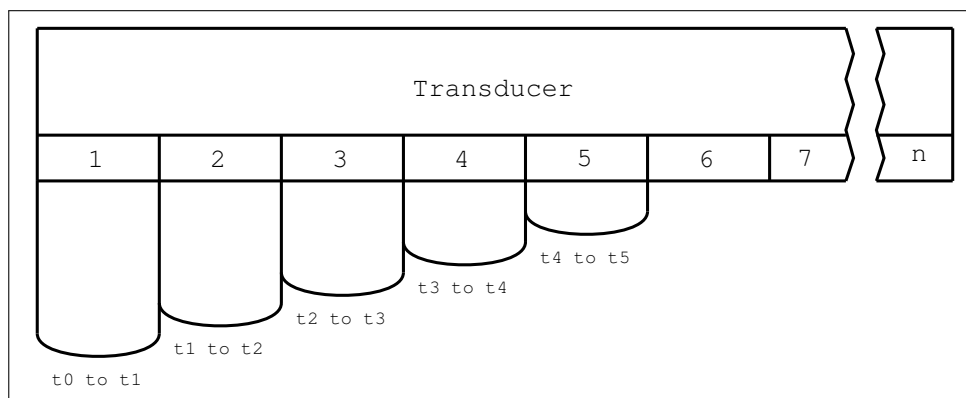 Transducer
1 2 3 4 5 6 7 n
t4 to t5
t3 to t4
t2 to t3
t1 to t2
t0 to t1